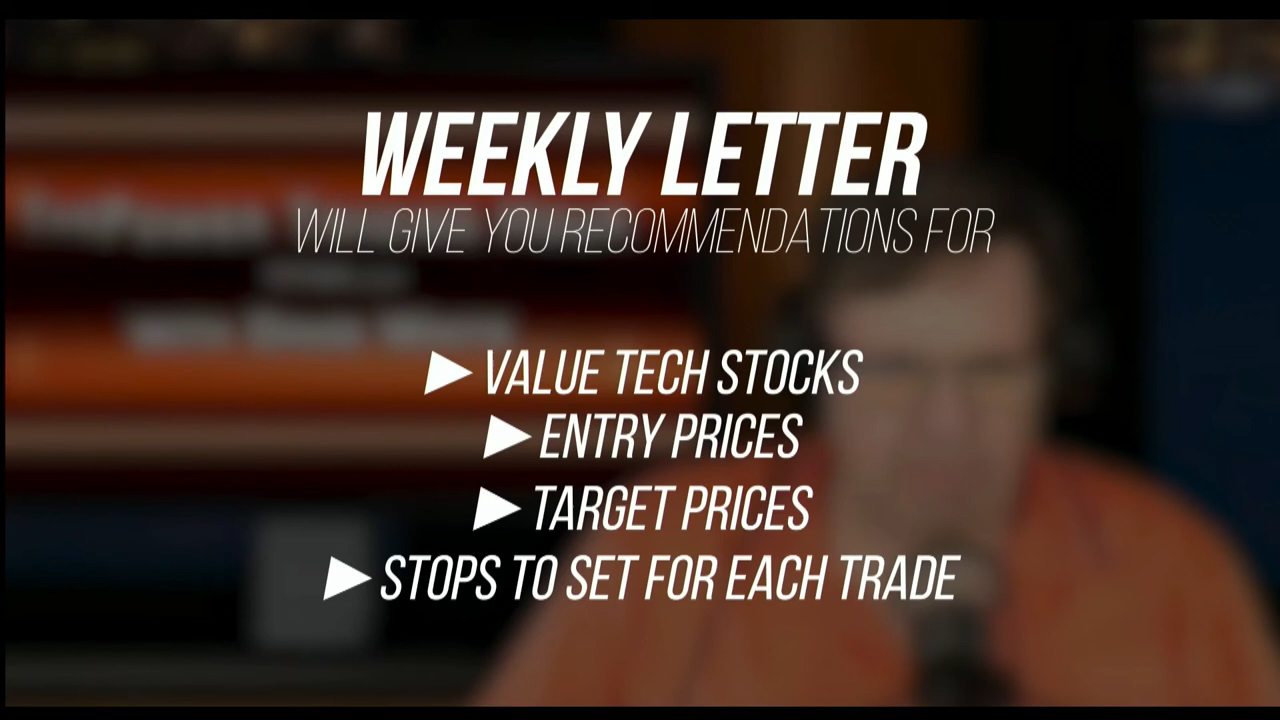 WEEKLY LETTER
WILL GIVE YOU RECOMMENDATIONS FOR
▶ VALUE TECH STOCKS
▶ ENTRY PRICES
▶ TARGET PRICES
▶ STOPS TO SET FOR EACH TRADE